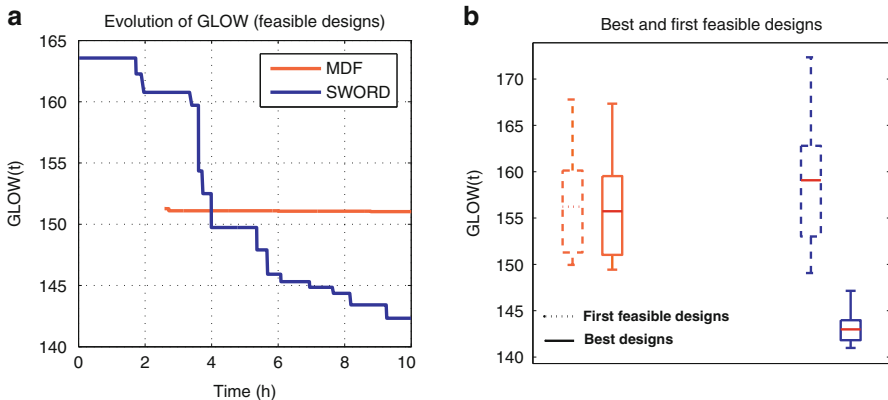 a
Evolution of GLOW (feasible designs)
165
160
155
150
145
140
GLOW(t)
MDF
SWORD
0
2
4
6
8
10
Time (h)
b
Best and first feasible designs
170
165
160
155
150
145
140
GLOW(t)
First feasible designs
Best designs